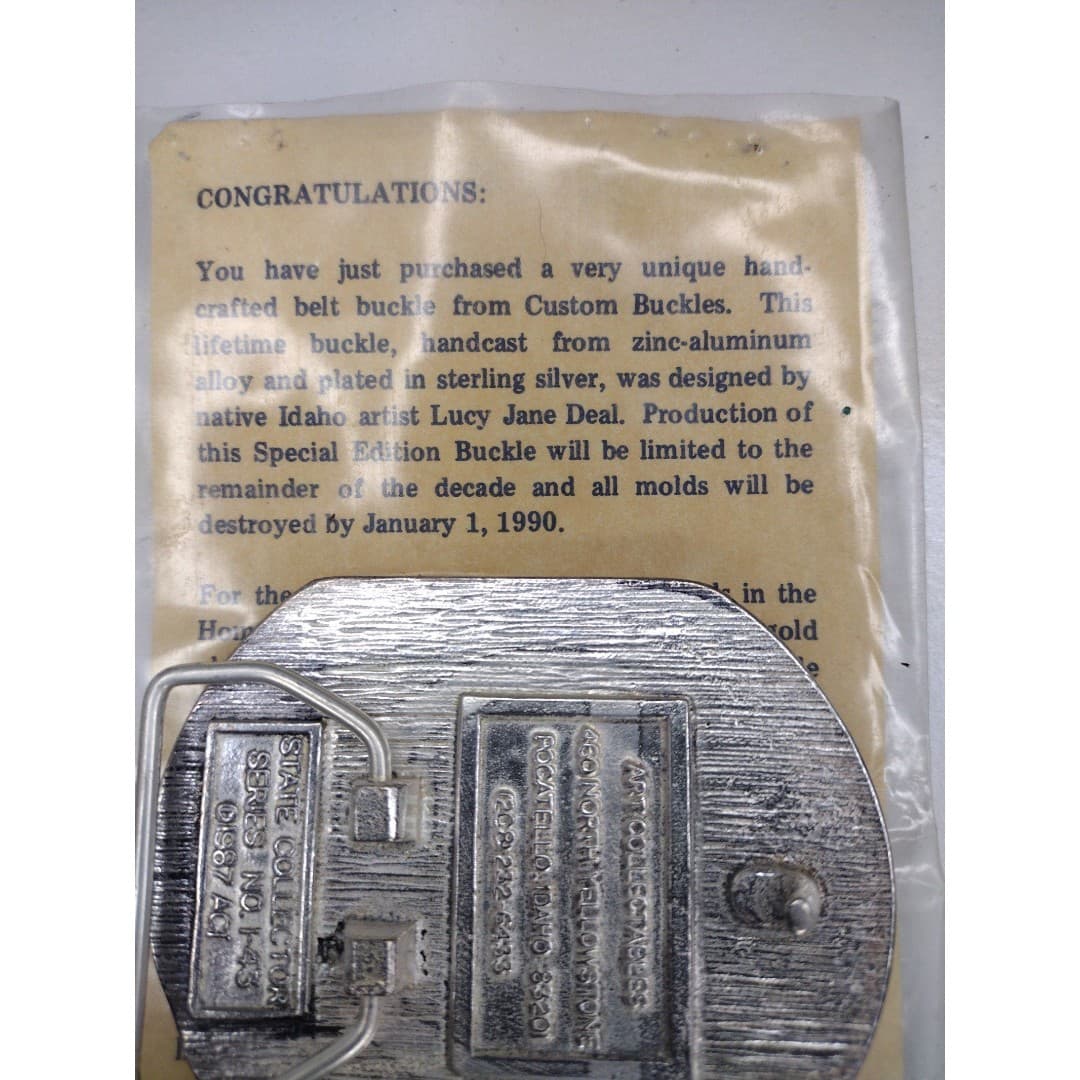 CONGRATULATIONS:
You have just purchased a very unique hand-
crafted belt buckle from Custom Buckles. This
lifetime buckle, handcast from zinc-aluminum
alloy and plated in sterling silver, was designed by
native Idaho artist Lucy Jane Deal. Production of
this Special Edition Buckle will be limited to the
remainder of the decade and all molds will be
destroyed by January 1, 1990.
For the in the
STATE COLLECTOR
SERIES NO. 1-43
©1987 ACI
ART COLLECTABLES
460 NORTH YELLOWSTONE
POCATELLO, IDAHO 83201